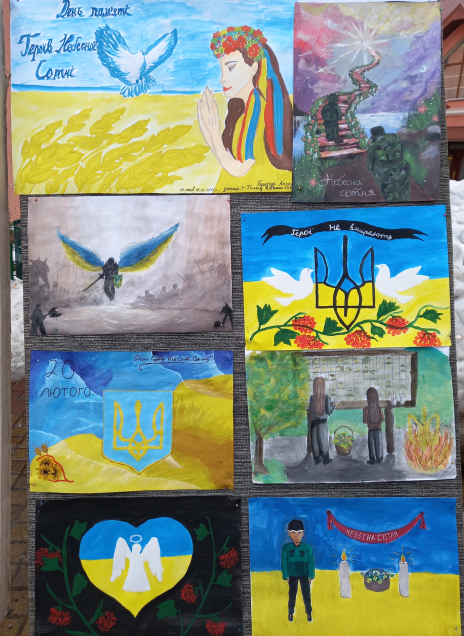 День пам'яті
Героїв Небесної
Сотні
Небесна
сотня
Герої не вмирають
20
ЛЮТОГО
НЕБЕСНА СОТНЯ